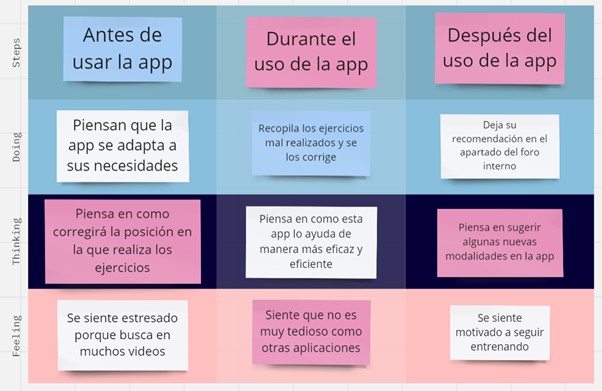 Steps
Antes de
usar la app
Durante el
uso de la app
Después del
uso de la app
Doing
Piensan que la
app se adapta a
sus necesidades
Recopila los ejercicios
mal realizados y se
los corrige
Deja su
recomendación en el
apartado del foro
interno
Thinking
Piensa en como
corregirá la posición en
la que realiza los
ejercicios
Piensa en como esta
app lo ayuda de
manera más eficaz y
eficiente
Piensa en sugerir
algunas nuevas
modalidades en la app
Feeling
Se siente estresado
porque busca en
muchos videos
Siente que no es
muy tedioso como
otras aplicaciones
Se siente
motivado a seguir
entrenando